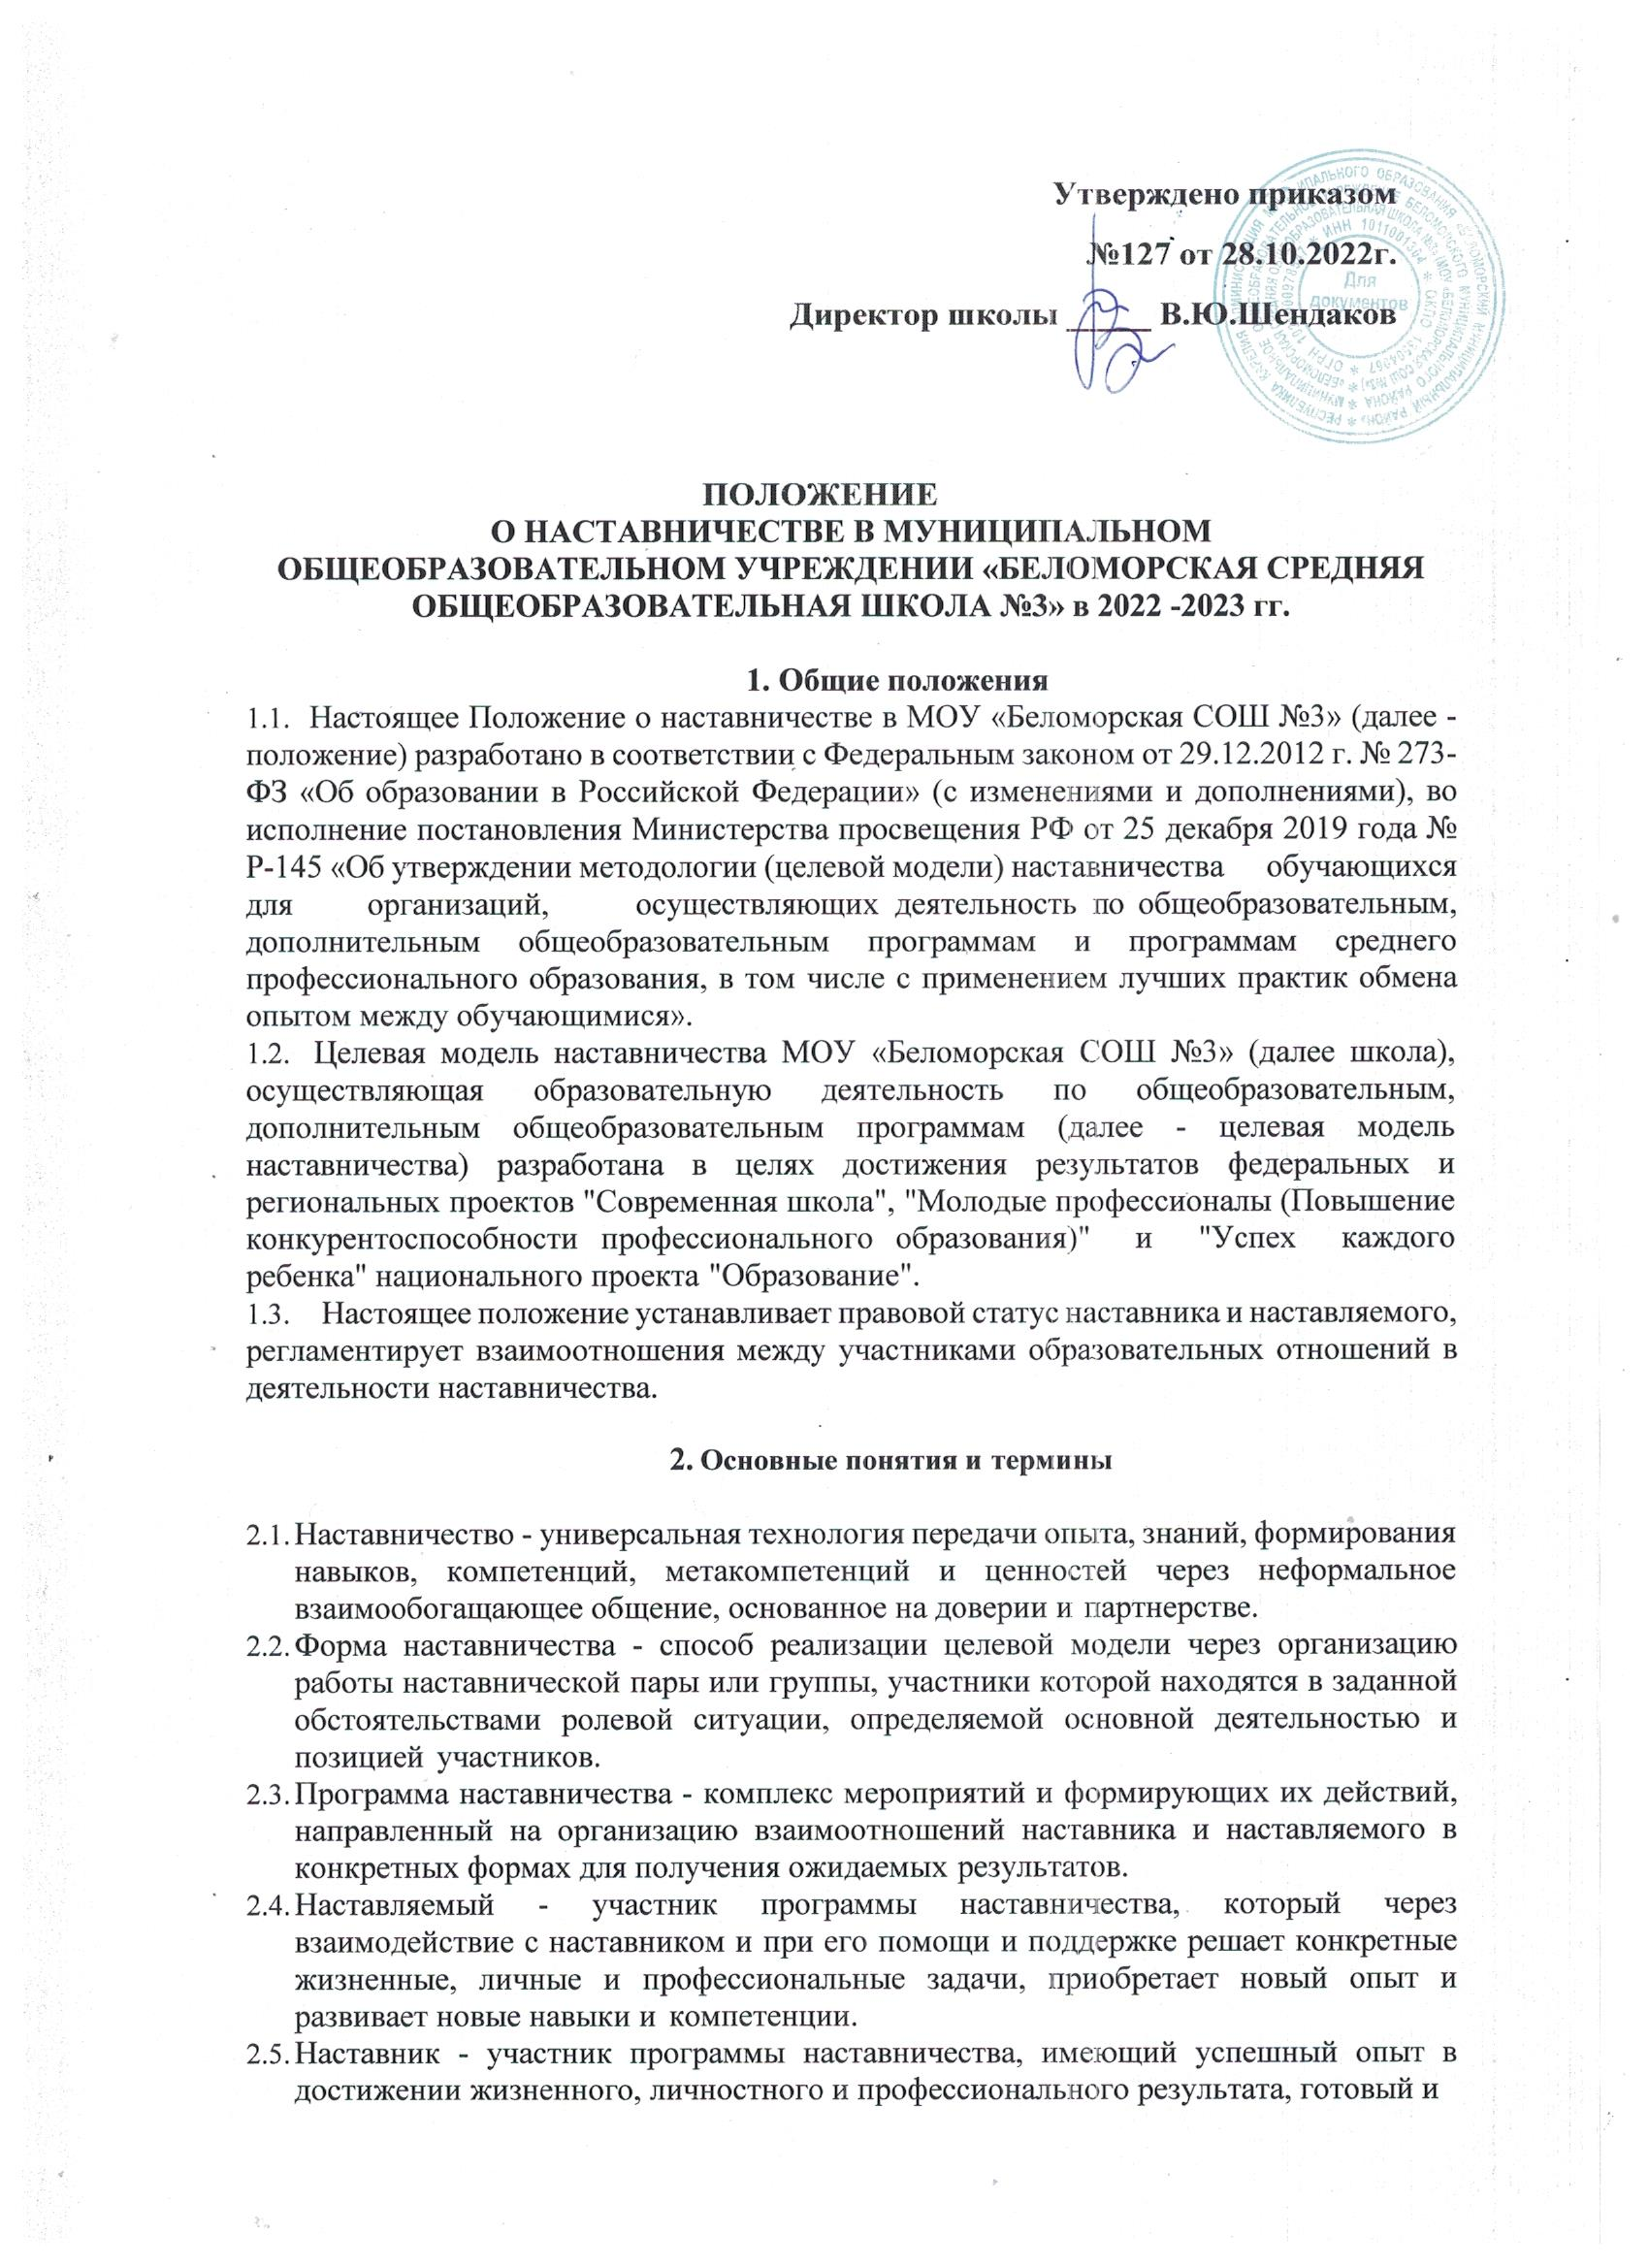 Утверждено приказом
№127 от 28.10.2022г.
Директор школы ______ В.Ю.Шендаков
Для
документов
ПОЛОЖЕНИЕ
О НАСТАВНИЧЕСТВЕ В МУНИЦИПАЛЬНОМ
ОБЩЕОБРАЗОВАТЕЛЬНОМ УЧРЕЖДЕНИИ «БЕЛОМОРСКАЯ СРЕДНЯЯ
ОБЩЕОБРАЗОВАТЕЛЬНАЯ ШКОЛА №3» в 2022 -2023 гг.
1. Общие положения
1.1. Настоящее Положение о наставничестве в МОУ «Беломорская СОШ №3» (далее -
положение) разработано в соответствии с Федеральным законом от 29.12.2012 г. № 273-
ФЗ «Об образовании в Российской Федерации» (с изменениями и дополнениями), во
исполнение постановления Министерства просвещения РФ от 25 декабря 2019 года №
Р-145 «Об утверждении методологии (целевой модели) наставничества обучающихся
для организаций, осуществляющих деятельность по общеобразовательным,
дополнительным общеобразовательным программам и программам среднего
профессионального образования, в том числе с применением лучших практик обмена
опытом между обучающимися».
1.2. Целевая модель наставничества МОУ «Беломорская СОШ №3» (далее школа),
осуществляющая образовательную деятельность по общеобразовательным,
дополнительным общеобразовательным программам (далее - целевая модель
наставничества) разработана в целях достижения результатов федеральных и
региональных проектов "Современная школа", "Молодые профессионалы (Повышение
конкурентоспособности профессионального образования)" и "Успех каждого
ребенка" национального проекта "Образование".
1.3. Настоящее положение устанавливает правовой статус наставника и наставляемого,
регламентирует взаимоотношения между участниками образовательных отношений в
деятельности наставничества.
2. Основные понятия и термины
2.1. Наставничество - универсальная технология передачи опыта, знаний, формирования
навыков, компетенций, метакомпетенций и ценностей через неформальное
взаимообогащающее общение, основанное на доверии и партнерстве.
2.2. Форма наставничества - способ реализации целевой модели через организацию
работы наставнической пары или группы, участники которой находятся в заданной
обстоятельствами ролевой ситуации, определяемой основной деятельностью и
позицией участников.
2.3. Программа наставничества - комплекс мероприятий и формирующих их действий,
направленный на организацию взаимоотношений наставника и наставляемого в
конкретных формах для получения ожидаемых результатов.
2.4. Наставляемый - участник программы наставничества, который через
взаимодействие с наставником и при его помощи и поддержке решает конкретные
жизненные, личные и профессиональные задачи, приобретает новый опыт и
развивает новые навыки и компетенции.
2.5. Наставник - участник программы наставничества, имеющий успешный опыт в
достижении жизненного, личностного и профессионального результата, готовый и